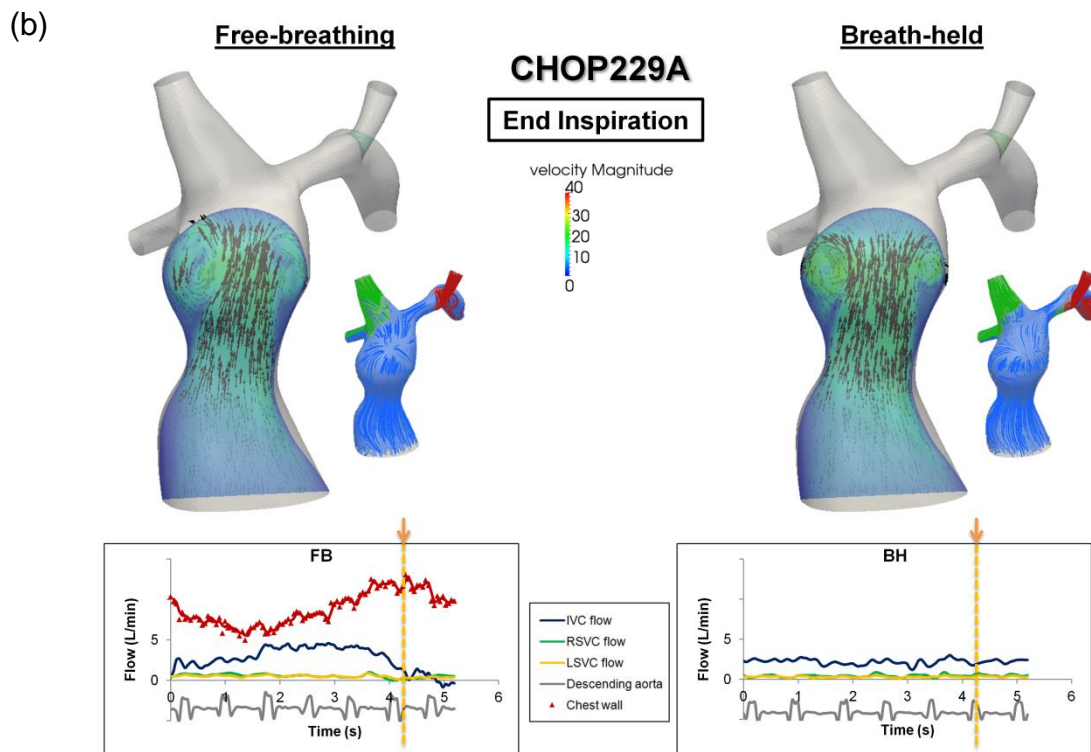 (b)
Free-breathing
Breath-held
CHOP229A
End Inspiration
velocity Magnitude
40
30
20
10
0
FB
Flow (L/min)
5
0
0 1 2 3 4 5 6
Time (s)
IVC flow
RSVC flow
LSVC flow
Descending aorta
Chest wall
BH
Flow (L/min)
5
0
0 1 2 3 4 5 6
Time (s)